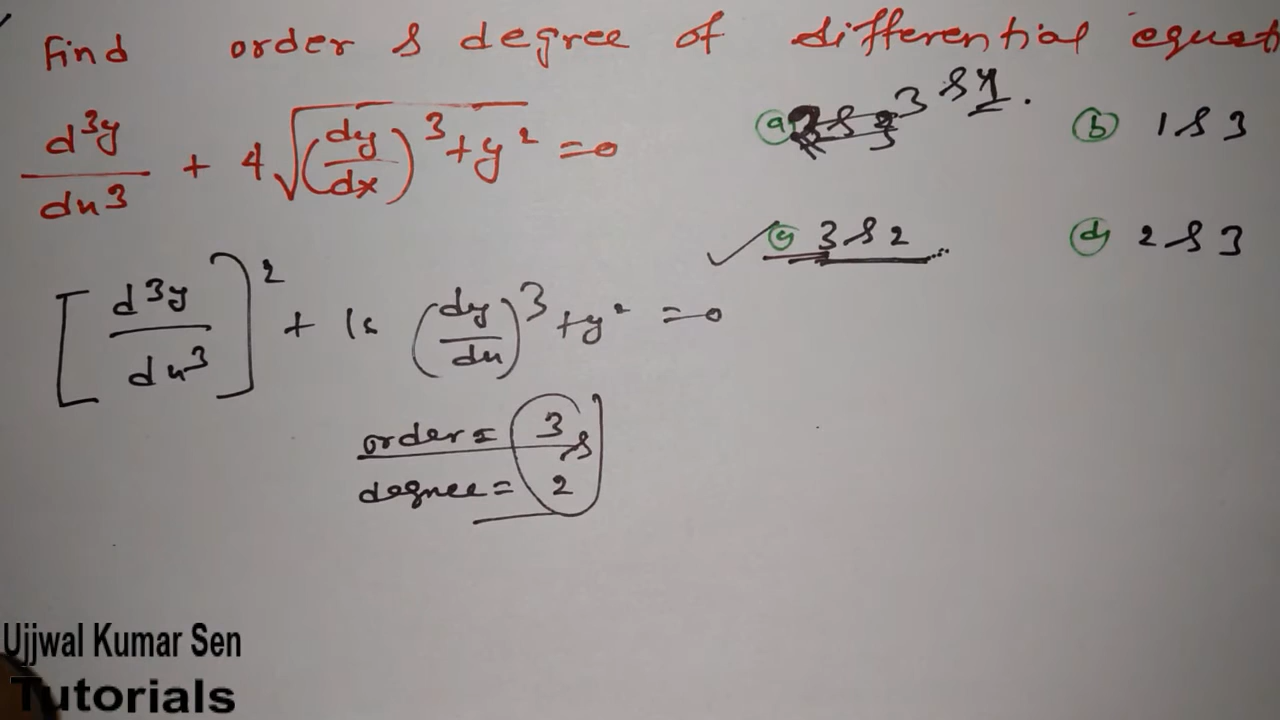 Find order & degree of differential equat
d³y/dx³ + 4√((dy/dx)³ + y²) = 0
(a) 3 & 4. (b) 1 & 3
(c) 3 & 2 (d) 2 & 3
[d³y/dx³]² + 16 (dy/dx)³ + y² = 0
order = 3 &
degree = 2
Ujjwal Kumar Sen
Tutorials